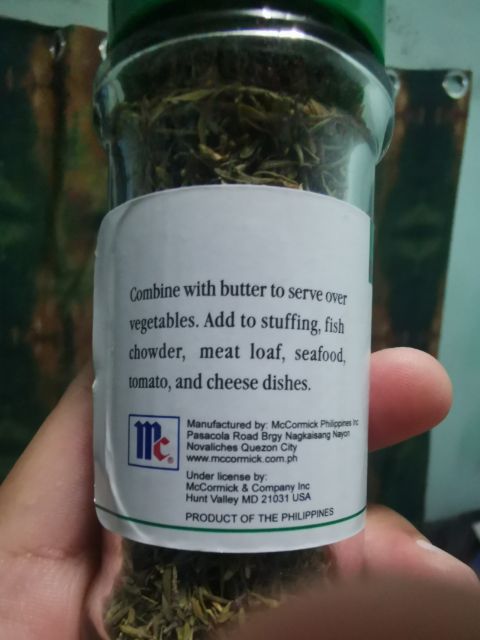 Combine with butter to serve over
vegetables. Add to stuffing, fish
chowder, meat loaf, seafood,
tomato, and cheese dishes.
Mc®
Manufactured by: McCormick Philippines Inc
Pasacola Road Brgy Nagkaisang Nayon
Novaliches Quezon City
www.mccormick.com.ph
Under license by:
McCormick & Company Inc
Hunt Valley MD 21031 USA
PRODUCT OF THE PHILIPPINES